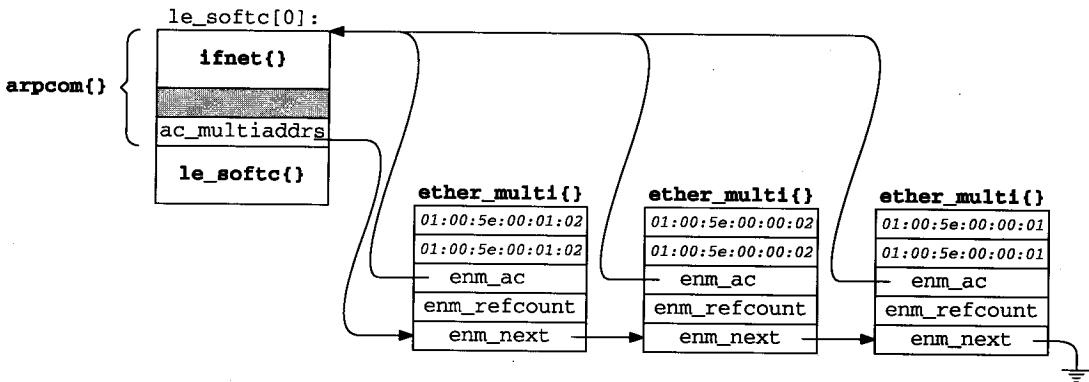 le_softc[0]:
ifnet{}
arpcom{}
ac_multiaddrs
le_softc{}
ether_multi{}
01:00:5e:00:01:02
01:00:5e:00:01:02
enm_ac
enm_refcount
enm_next
ether_multi{}
01:00:5e:00:00:02
01:00:5e:00:00:02
enm_ac
enm_refcount
enm_next
ether_multi{}
01:00:5e:00:00:01
01:00:5e:00:00:01
enm_ac
enm_refcount
enm_next